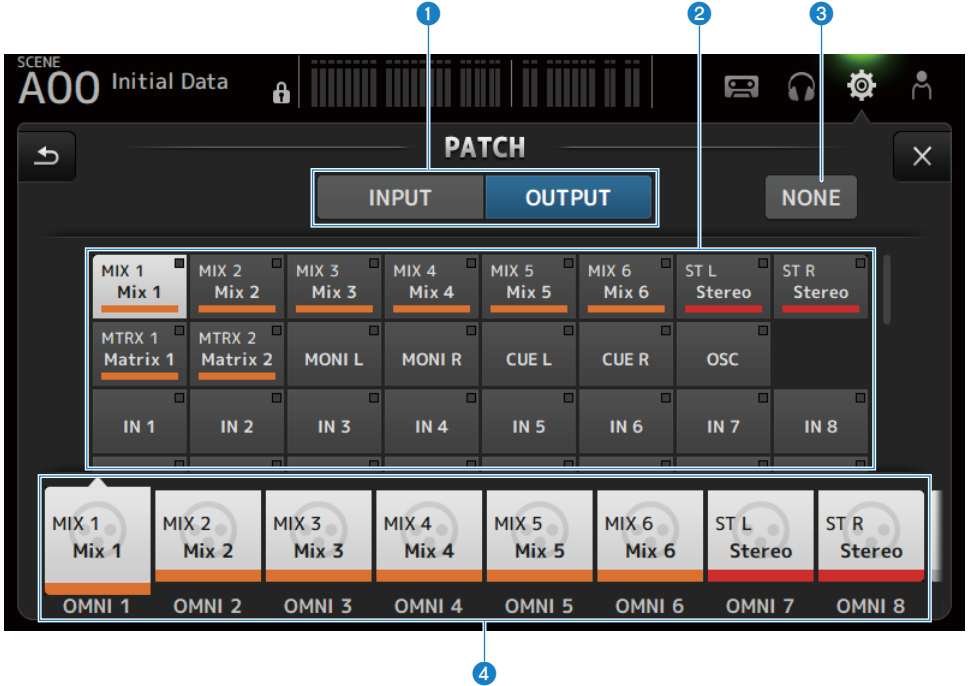 1 2 3
SCENE
A00 Initial Data
PATCH
INPUT OUTPUT NONE
MIX 1 MIX 2 MIX 3 MIX 4 MIX 5 MIX 6 ST L ST R
Mix 1 Mix 2 Mix 3 Mix 4 Mix 5 Mix 6 Stereo Stereo
MTRX 1 MTRX 2
Matrix 1 Matrix 2 MONI L MONI R CUE L CUE R OSC
IN 1 IN 2 IN 3 IN 4 IN 5 IN 6 IN 7 IN 8
MIX 1 MIX 2 MIX 3 MIX 4 MIX 5 MIX 6 ST L ST R
Mix 1 Mix 2 Mix 3 Mix 4 Mix 5 Mix 6 Stereo Stereo
OMNI 1 OMNI 2 OMNI 3 OMNI 4 OMNI 5 OMNI 6 OMNI 7 OMNI 8
4